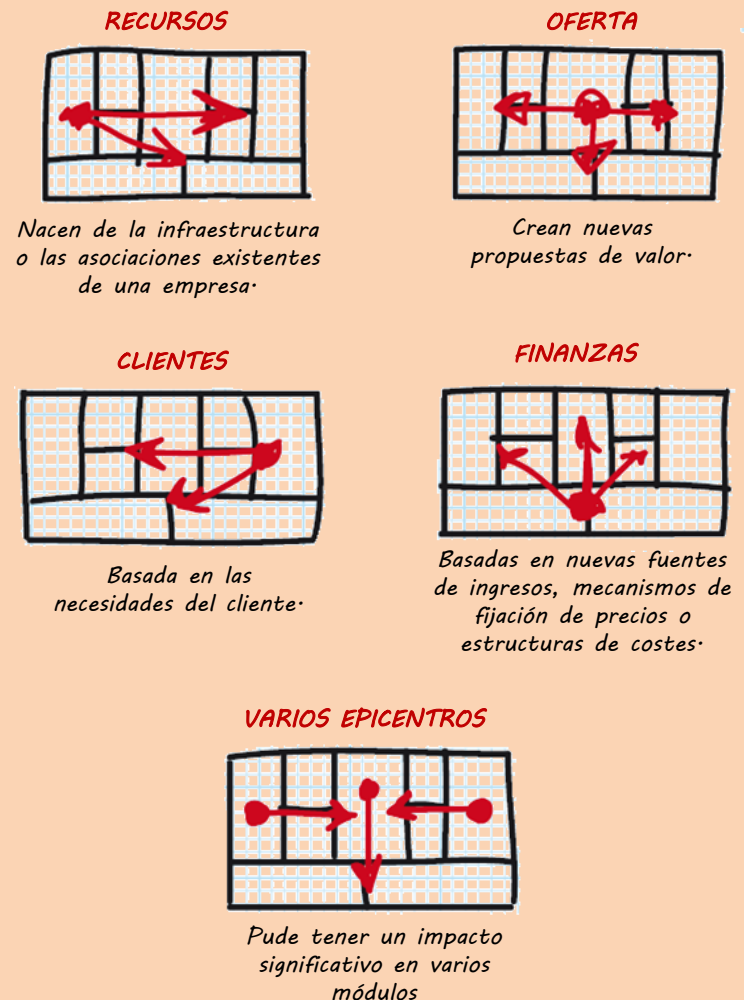 RECURSOS
Nacen de la infraestructura
o las asociaciones existentes
de una empresa.
OFERTA
Crean nuevas
propuestas de valor.
CLIENTES
Basada en las
necesidades del cliente.
FINANZAS
Basadas en nuevas fuentes
de ingresos, mecanismos de
fijación de precios o
estructuras de costes.
VARIOS EPICENTROS
Pude tener un impacto
significativo en varios
módulos